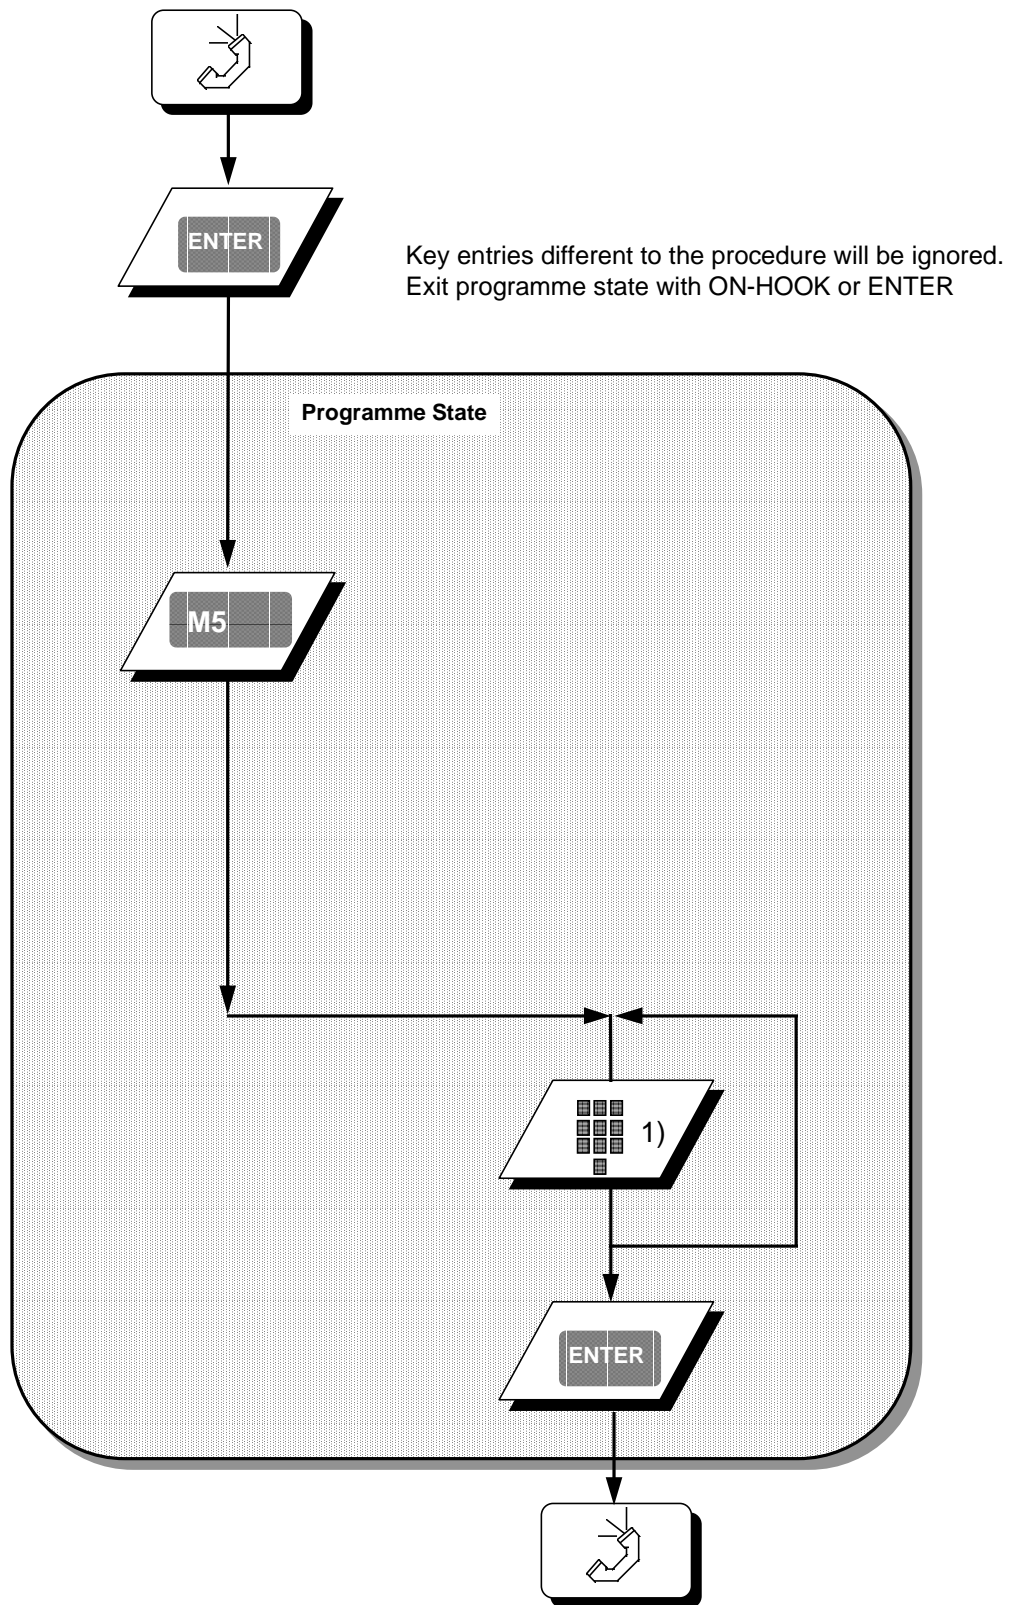 ENTER
Key entries different to the procedure will be ignored.
Exit programme state with ON-HOOK or ENTER
Programme State
M5
1)
ENTER